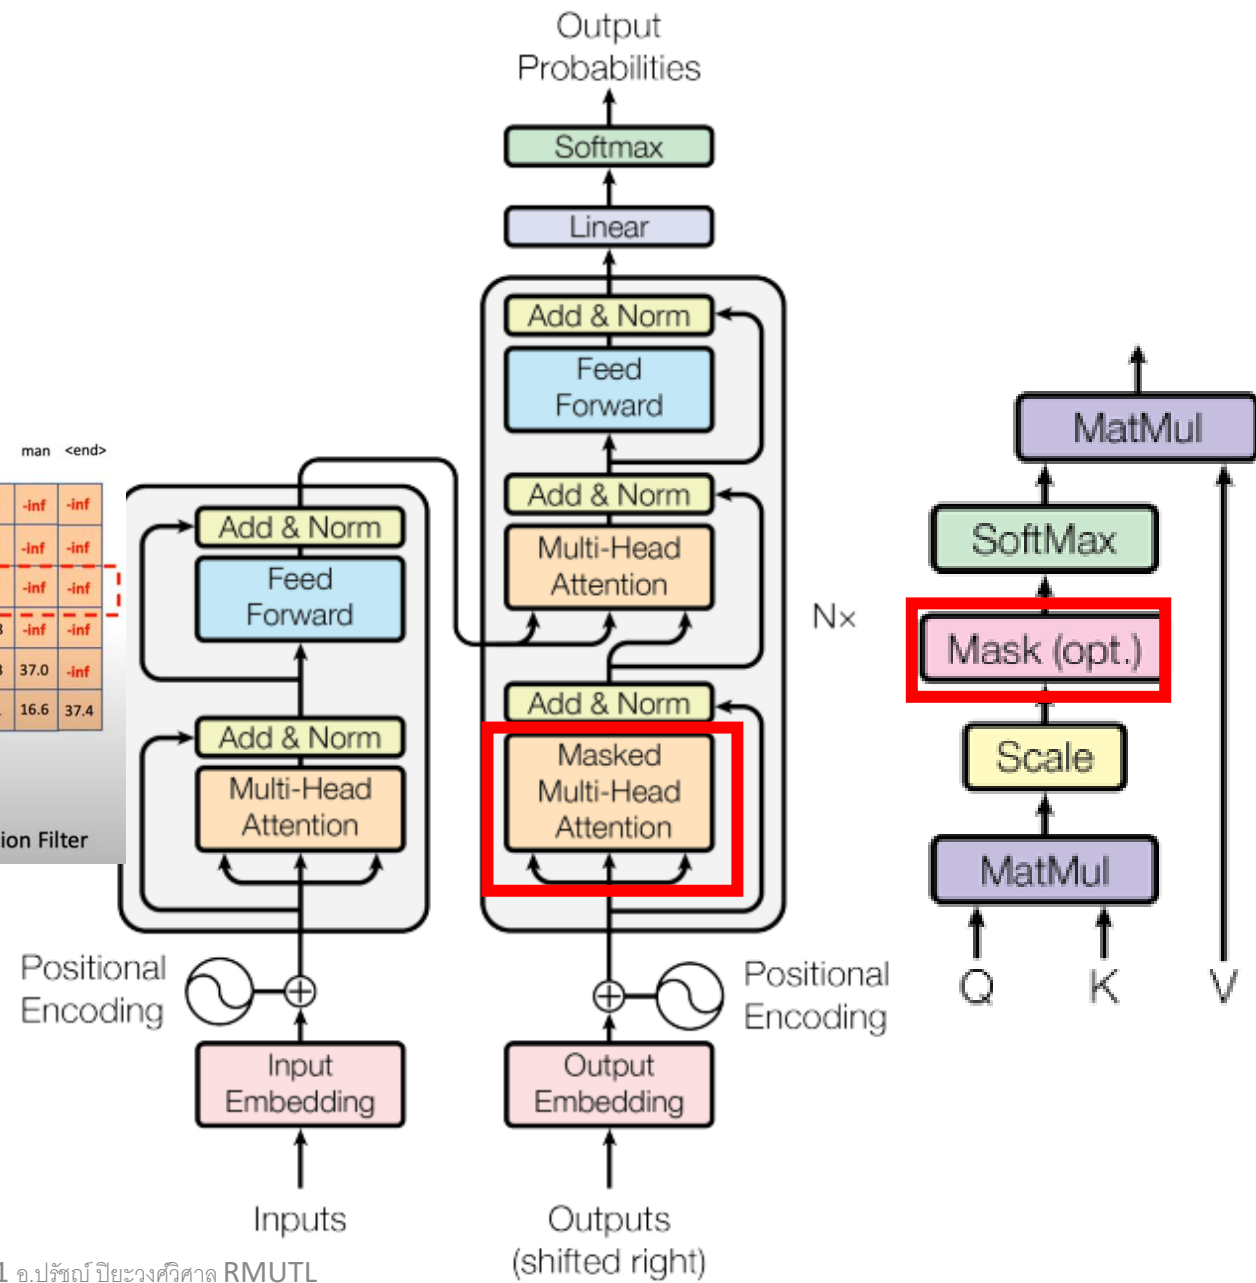 Output
Probabilities
Softmax
Linear
Add & Norm
Feed
Forward
Add & Norm
Multi-Head
Attention
Add & Norm
Masked
Multi-Head
Attention
Nx
Add & Norm
Feed
Forward
Add & Norm
Multi-Head
Attention
man <end>
-inf -inf
-inf -inf
-inf -inf
-inf -inf
37.0 -inf
16.6 37.4
ion Filter
MatMul
SoftMax
Mask (opt.)
Scale
MatMul
Q K V
Positional
Encoding
Positional
Encoding
Input
Embedding
Output
Embedding
Inputs
Outputs
(shifted right)
1 อ.ปรัชญ์ ปิยะวงศ์วิศาล RMUTL